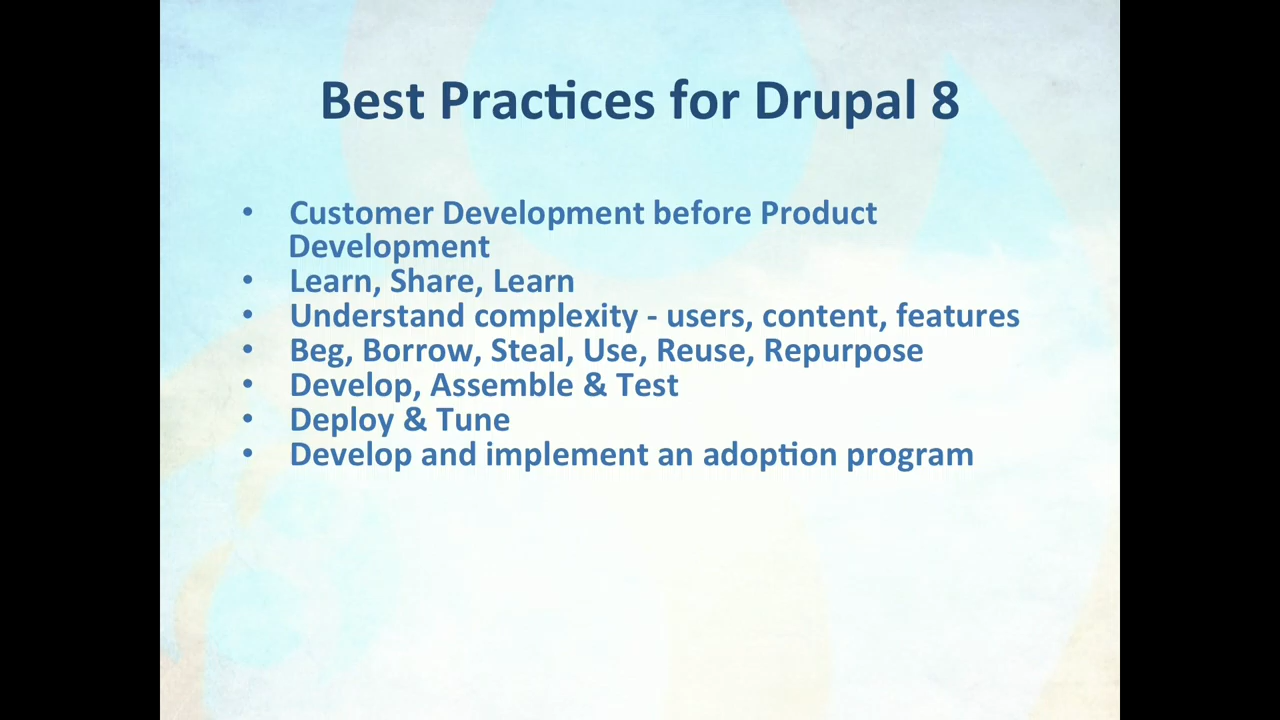 Best Practices for Drupal 8
• Customer Development before Product
Development
• Learn, Share, Learn
• Understand complexity - users, content, features
• Beg, Borrow, Steal, Use, Reuse, Repurpose
• Develop, Assemble & Test
• Deploy & Tune
• Develop and implement an adoption program